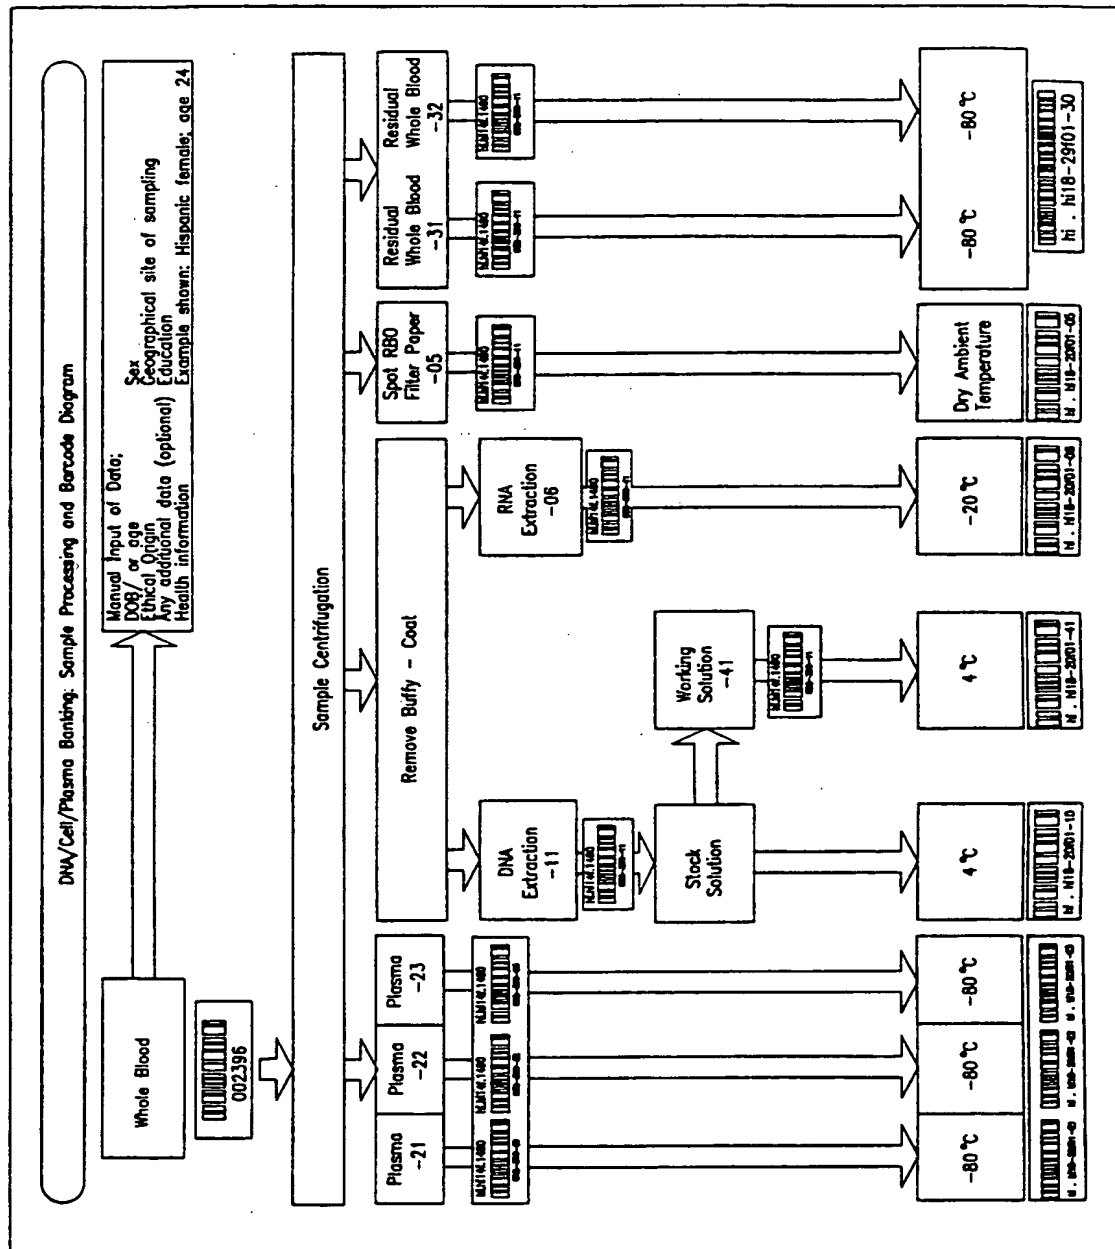 DNA/Cell/Plasma Banking: Sample Processing and Barcode Diagram
Whole Blood
002396
Manual Input of Data;
DOB/ or age
Ethical Origin
Any additional data (optional)
Health information
Sex
Geographical site of sampling
Education
Example shown: Hispanic female; age 24
Sample Centrifugation
Plasma
-21
Plasma
-22
Plasma
-23
Remove Buffy - Coat
Spot RBO
Filter Paper
-05
Residual
Whole Blood
-31
Residual
Whole Blood
-32
DNA
Extraction
-11
RNA
Extraction
-06
Stock
Solution
Working
Solution
-41
-80°C
-80°C
-80°C
4°C
4°C
-20°C
Dry Ambient
Temperature
-80°C
-80°C
hi . hi18-29f01-30